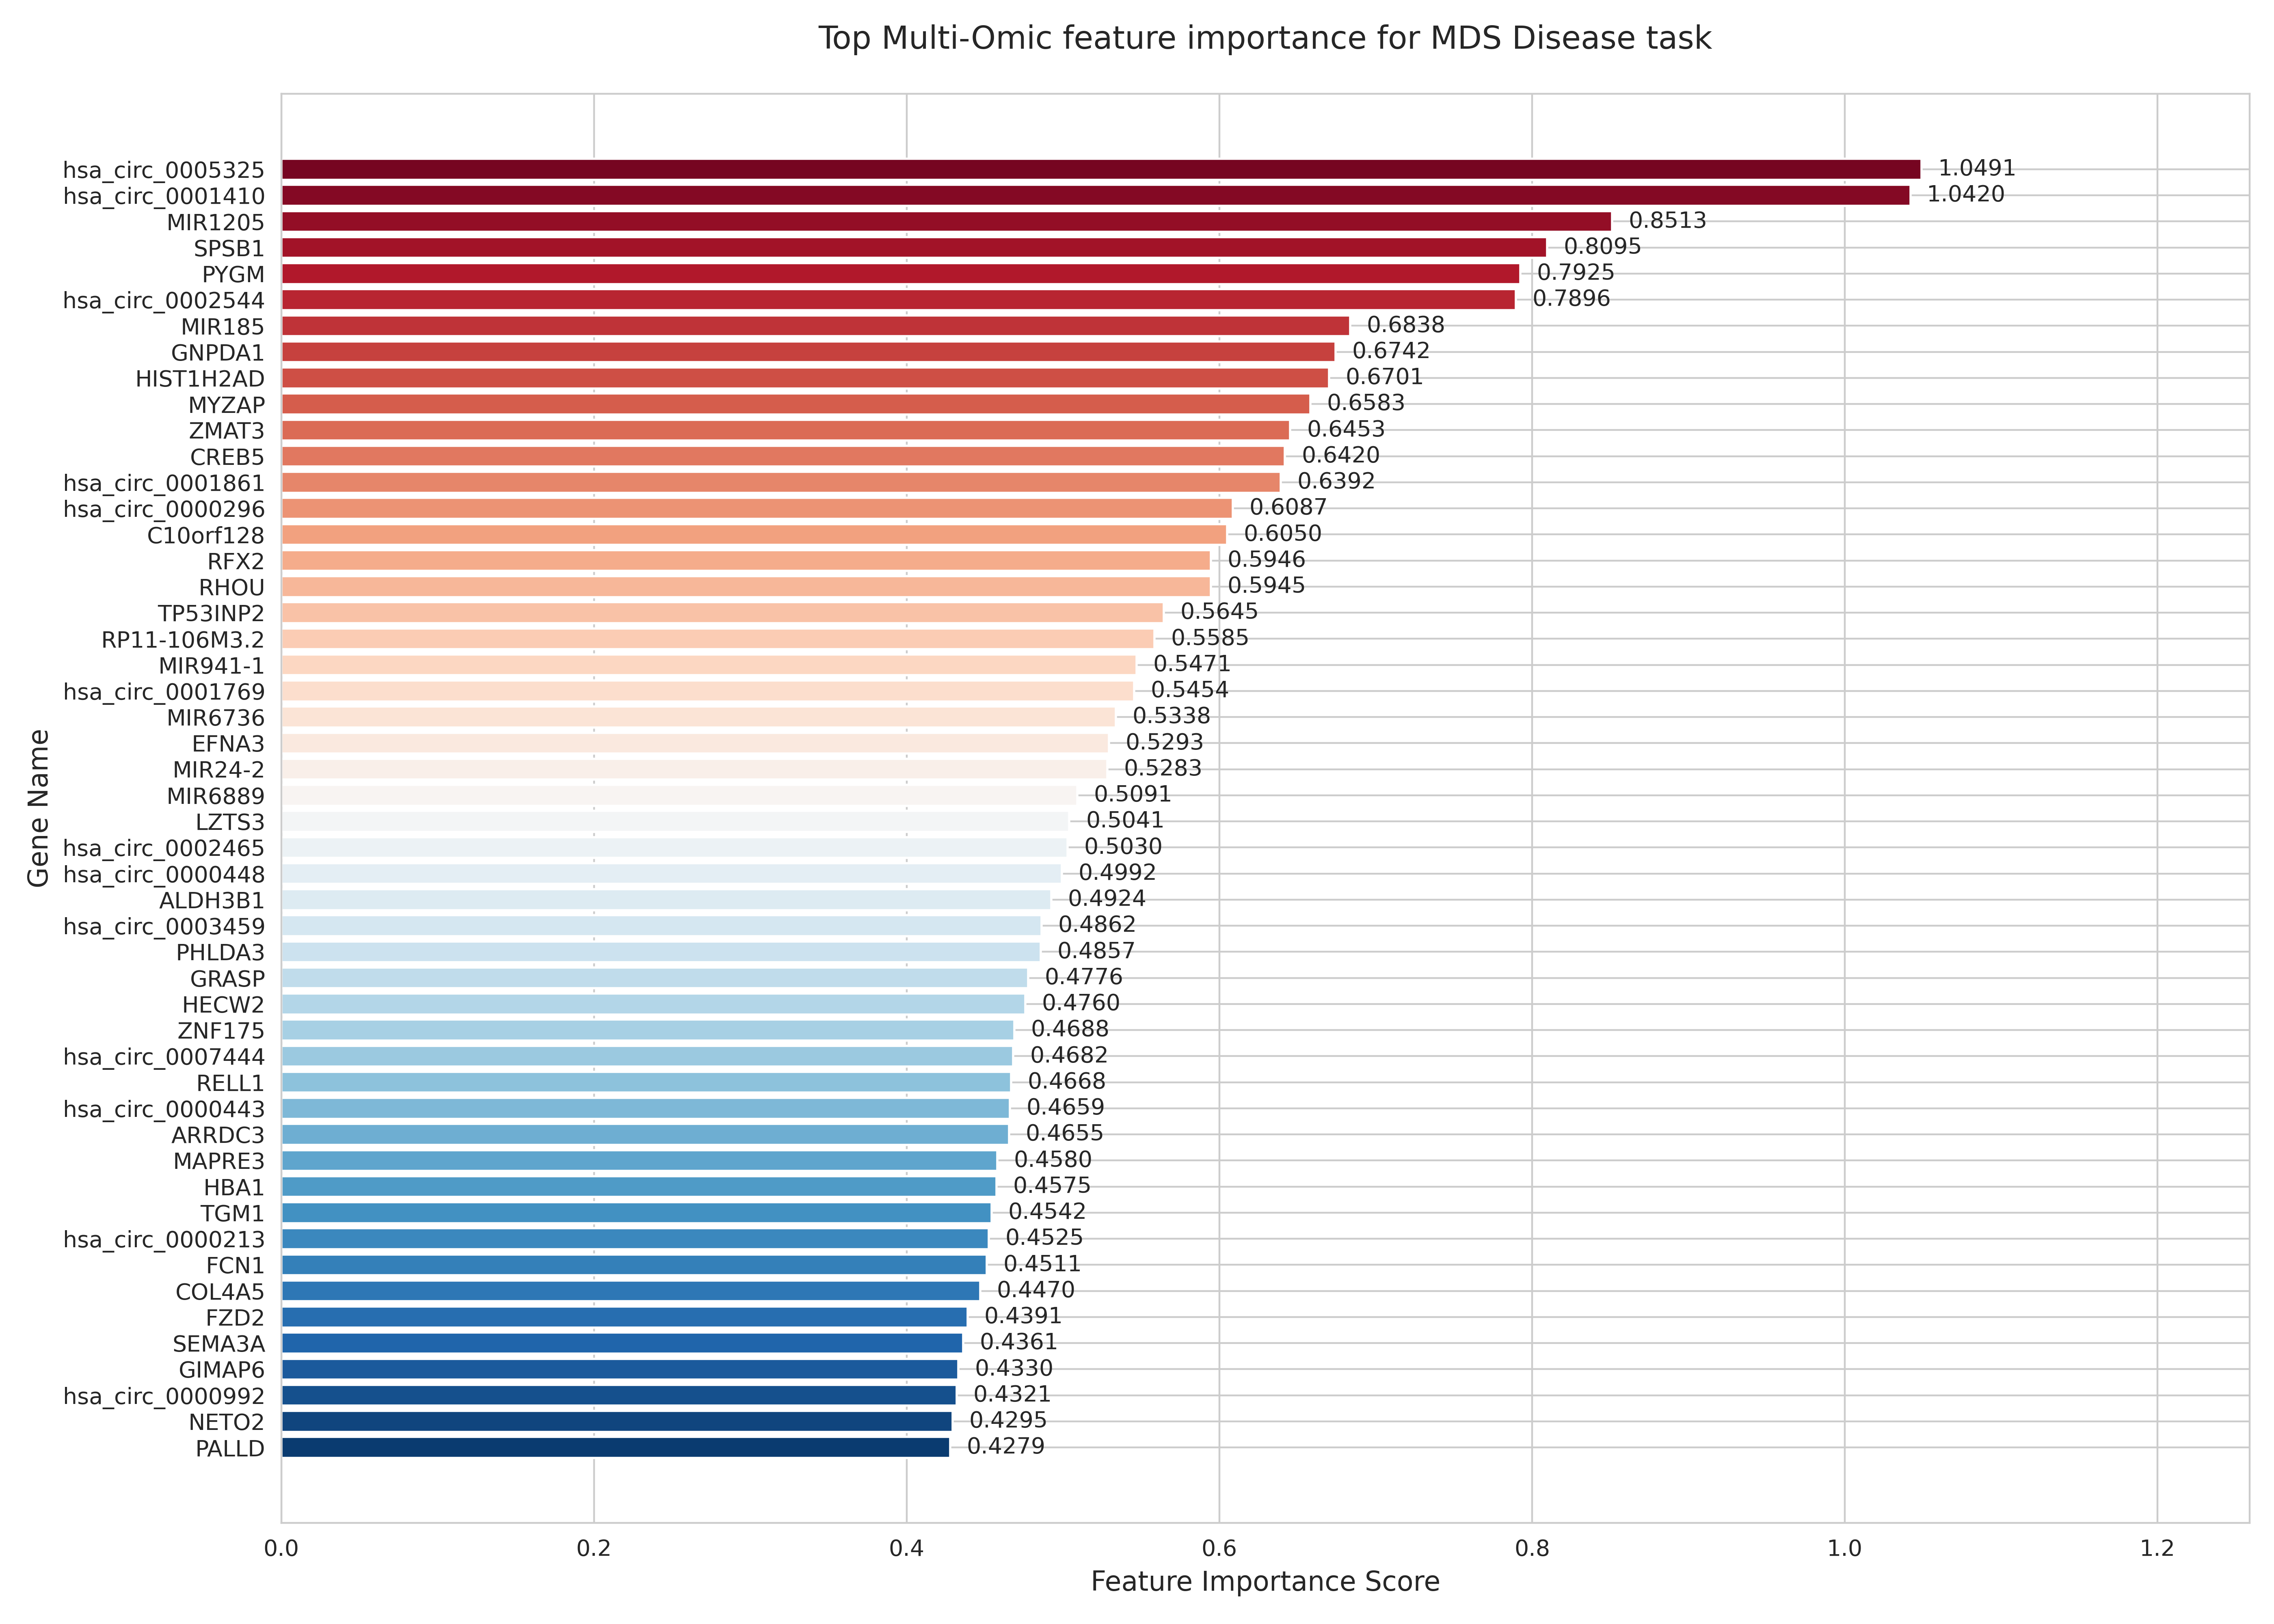 Top Multi-Omic feature importance for MDS Disease task
Gene Name
hsa_circ_0005325 1.0491
hsa_circ_0001410 1.0420
MIR1205 0.8513
SPSB1 0.8095
PYGM 0.7925
hsa_circ_0002544 0.7896
MIR185 0.6838
GNPDA1 0.6742
HIST1H2AD 0.6701
MYZAP 0.6583
ZMAT3 0.6453
CREB5 0.6420
hsa_circ_0001861 0.6392
hsa_circ_0000296 0.6087
C10orf128 0.6050
RFX2 0.5946
RHOU 0.5945
TP53INP2 0.5645
RP11-106M3.2 0.5585
MIR941-1 0.5471
hsa_circ_0001769 0.5454
MIR6736 0.5338
EFNA3 0.5293
MIR24-2 0.5283
MIR6889 0.5091
LZTS3 0.5041
hsa_circ_0002465 0.5030
hsa_circ_0000448 0.4992
ALDH3B1 0.4924
hsa_circ_0003459 0.4862
PHLDA3 0.4857
GRASP 0.4776
HECW2 0.4760
ZNF175 0.4688
hsa_circ_0007444 0.4682
RELL1 0.4668
hsa_circ_0000443 0.4659
ARRDC3 0.4655
MAPRE3 0.4580
HBA1 0.4575
TGM1 0.4542
hsa_circ_0000213 0.4525
FCN1 0.4511
COL4A5 0.4470
FZD2 0.4391
SEMA3A 0.4361
GIMAP6 0.4330
hsa_circ_0000992 0.4321
NETO2 0.4295
PALLD 0.4279
0.0 0.2 0.4 0.6 0.8 1.0 1.2
Feature Importance Score